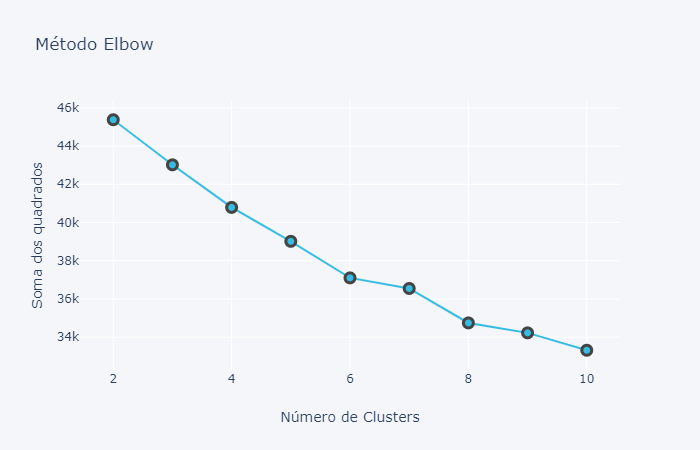 Método Elbow
46k
44k
42k
40k
38k
36k
34k
Soma dos quadrados
2 4 6 8 10
Número de Clusters